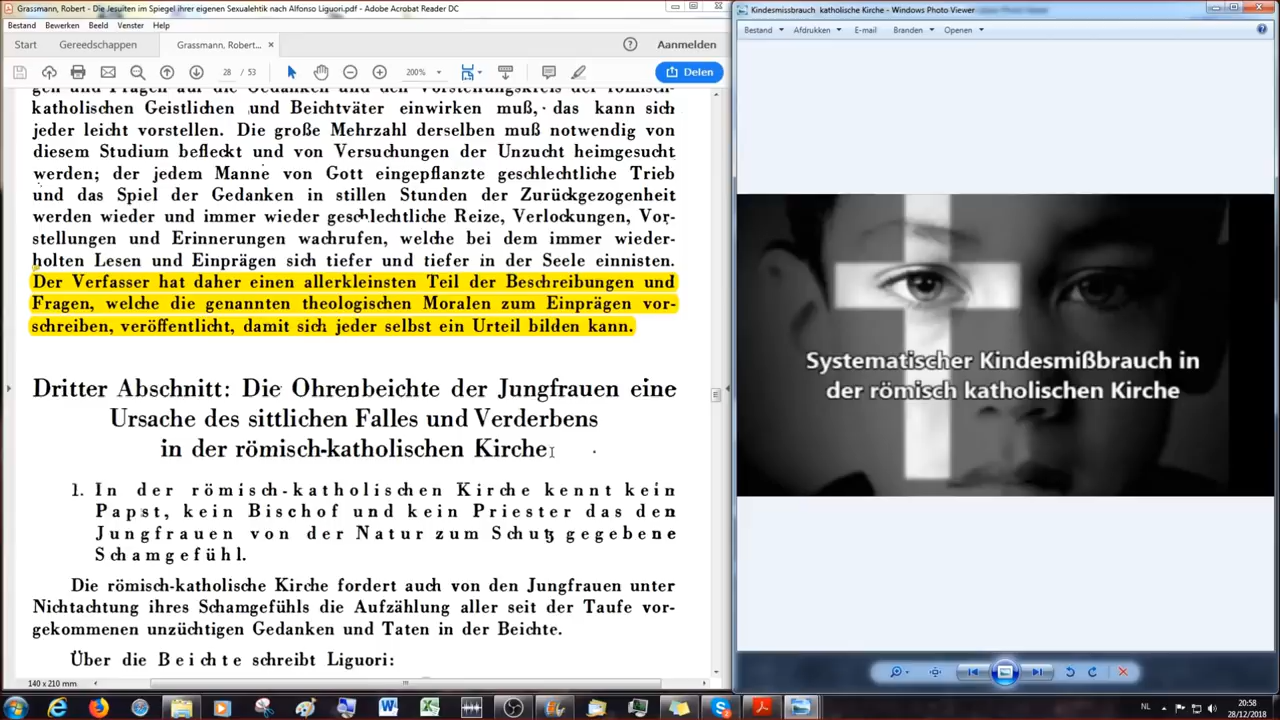 Grassmann, Robert - Die Jesuiten im Spiegel ihrer eigenen Sexualethik nach Alfonso Liguori.pdf - Adobe Acrobat Reader DC
Bestand Bewerken Beeld Venster Help
Start Gereedschappen Grassmann, Robert... × ? Aanmelden
28 / 53 200% Delen
gen und Fragen auf die Gedanken und den Vorstellungskreis der römisch-
katholischen Geistlichen und Beichtväter einwirken muß, das kann sich
jeder leicht vorstellen. Die große Mehrzahl derselben muß notwendig von
diesem Studium befleckt und von Versuchungen der Unzucht heimgesucht
werden; der jedem Manne von Gott eingepflanzte geschlechtliche Trieb
und das Spiel der Gedanken in stillen Stunden der Zurückgezogenheit
werden wieder und immer wieder geschlechtliche Reize, Verlockungen, Vor-
stellungen und Erinnerungen wachrufen, welche bei dem immer wieder-
holten Lesen und Einprägen sich tiefer und tiefer in der Seele einnisten.
Der Verfasser hat daher einen allerkleinsten Teil der Beschreibungen und
Fragen, welche die genannten theologischen Moralen zum Einprägen vor-
schreiben, veröffentlicht, damit sich jeder selbst ein Urteil bilden kann.
Dritter Abschnitt: Die Ohrenbeichte der Jungfrauen eine
Ursache des sittlichen Falles und Verderbens
in der römisch-katholischen Kirche
1. In der römisch-katholischen Kirche kennt kein
Papst, kein Bischof und kein Priester das den
Jungfrauen von der Natur zum Schutz gegebene
Schamgefühl.
Die römisch-katholische Kirche fordert auch von den Jungfrauen unter
Nichtachtung ihres Schamgefühls die Aufzählung aller seit der Taufe vor-
gekommenen unzüchtigen Gedanken und Taten in der Beichte.
Über die Beichte schreibt Liguori:
140 x 210 mm
Kindesmissbrauch katholische Kirche - Windows Photo Viewer
Bestand Afdrukken E-mail Branden Openen
Systematischer Kindesmißbrauch in
der römisch katholischen Kirche
NL 20:58
28/12/2018